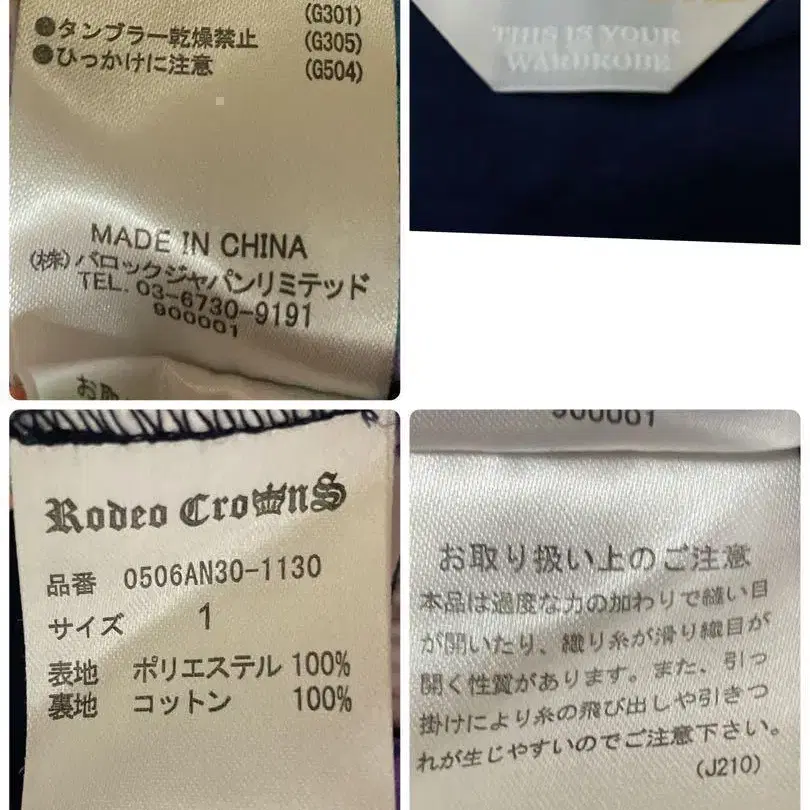 (G301)
●タンブラー乾燥禁止 (G305)
●ひっかけに注意 (G504)
MADE IN CHINA
(株)バロックジャパンリミテッド
TEL. 03-6730-9191
900001
お取
THIS IS YOUR
WARDROBE
Rodeo Crowns
品番 0506AN30-1130
サイズ 1
表地 ポリエステル 100%
裏地 コットン 100%
900001
お取り扱い上のご注意
本品は過度な力の加わりで縫い目
が開いたり、織り糸が滑り織目が
開く性質があります。また、引っ
掛けにより糸の飛び出しや引きつ
れが生じやすいのでご注意下さい。
(J210)